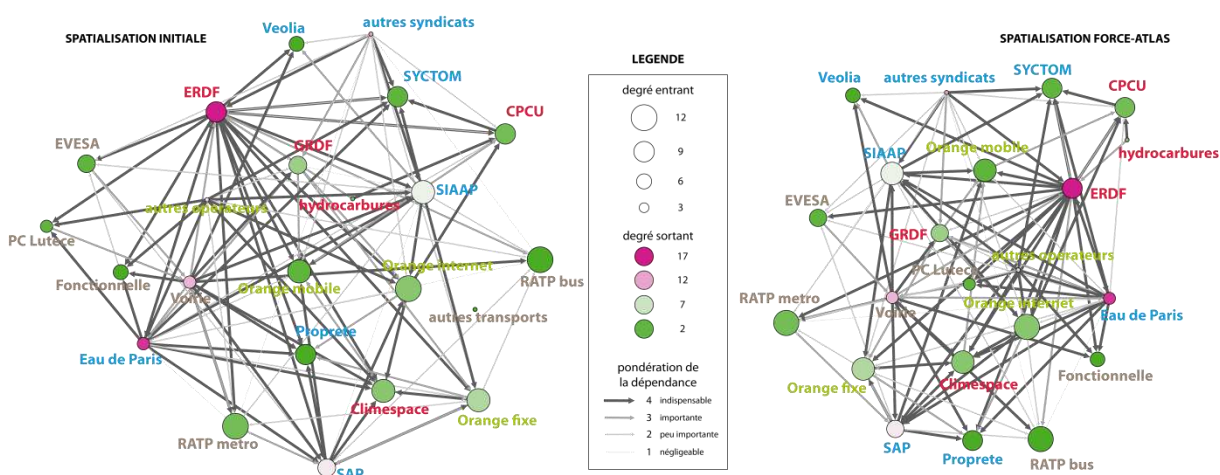 SPATIALISATION INITIALE
Veolia
autres syndicats
ERDF
SYCTOM
CPCU
EVESA
GRDF
SIAAP
hydrocarbures
autres operateurs
PC Lutece
Orange internet
Fonctionnelle
Voirie
Orange mobile
RATP bus
autres transports
Proprete
Eau de Paris
Climespace
Orange fixe
RATP metro
SAP
LEGENDE
degré entrant
12
9
6
3
degré sortant
17
12
7
2
pondération de
la dépendance
4 indispensable
3 importante
2 peu importante
1 négligeable
SPATIALISATION FORCE-ATLAS
Veolia
autres syndicats
SYCTOM
CPCU
SIAAP
Orange mobile
hydrocarbures
ERDF
EVESA
GRDF
autres operateurs
PC Lutece
RATP metro
Voirie
Orange internet
Eau de Paris
Orange fixe
Climespace
Fonctionnelle
SAP
Proprete
RATP bus